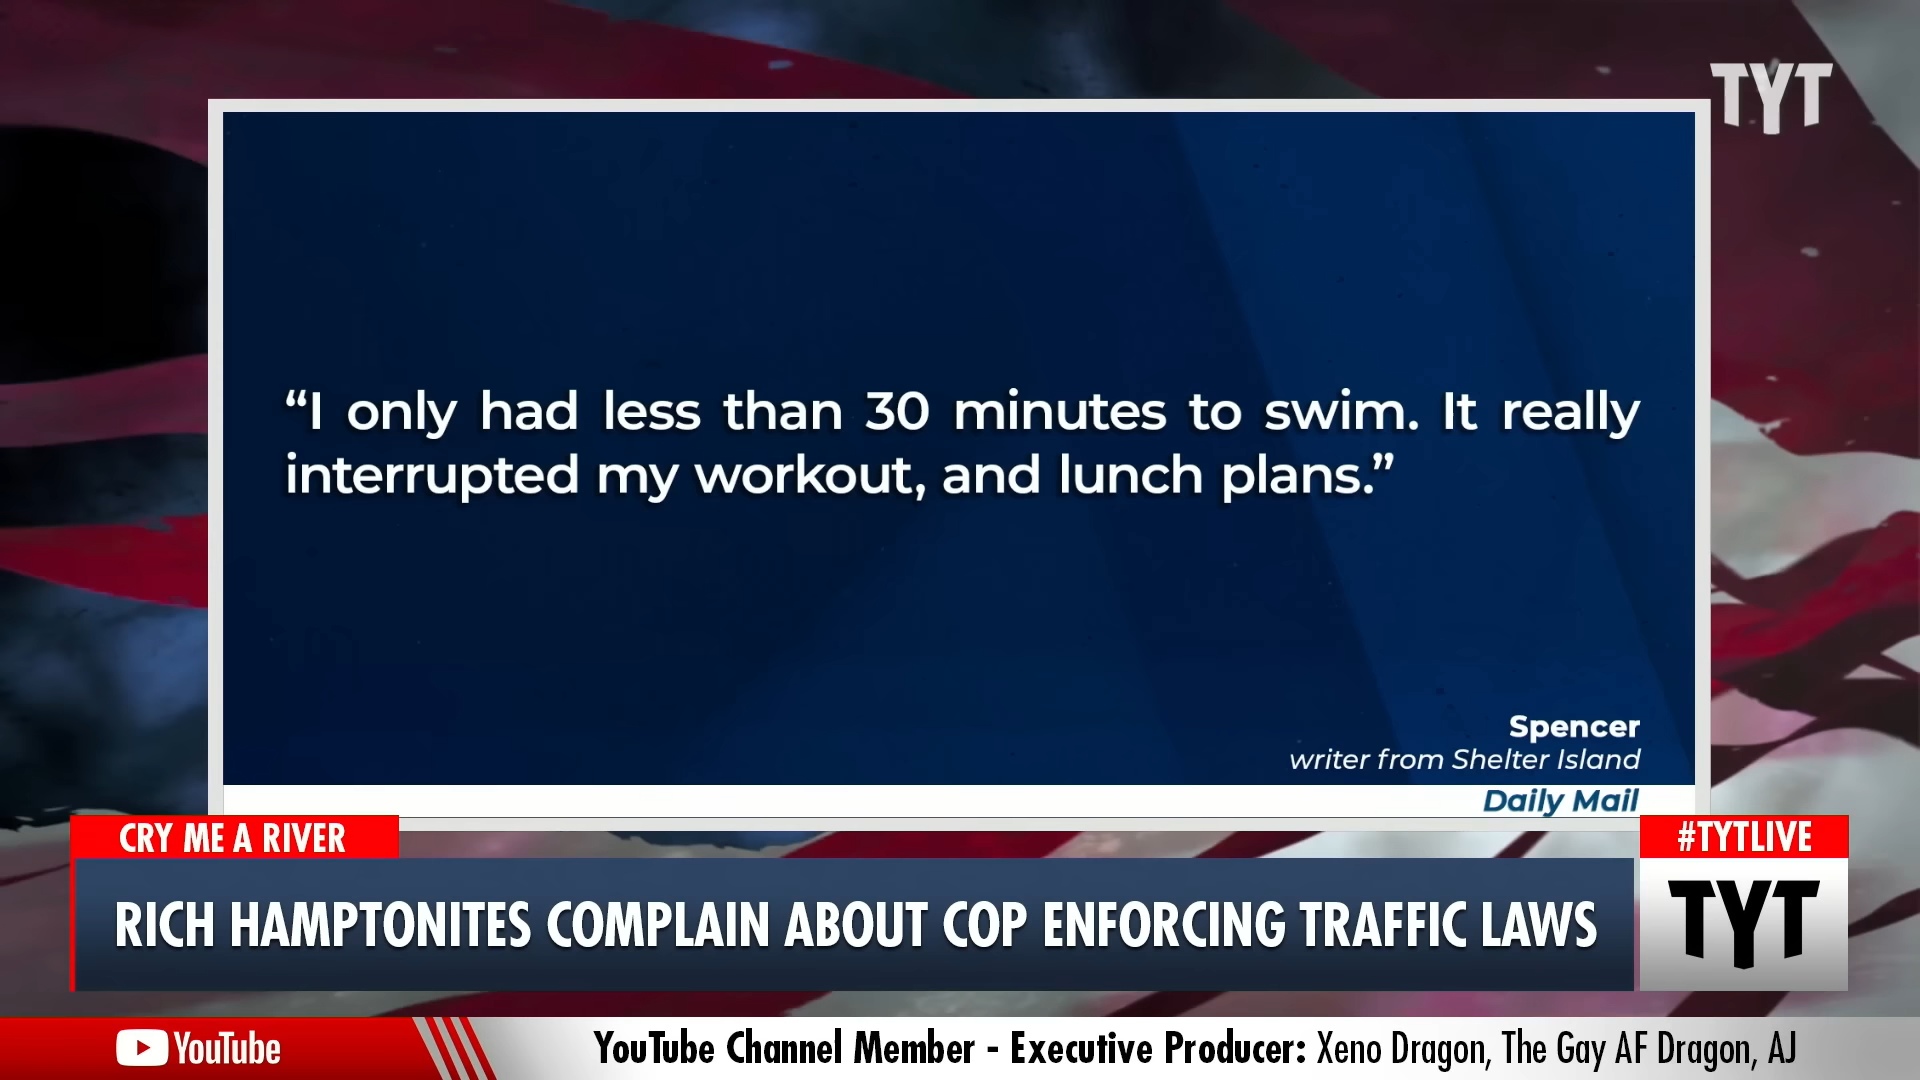 TYT
“I only had less than 30 minutes to swim. It really
interrupted my workout, and lunch plans.”
Spencer
writer from Shelter Island
Daily Mail
CRY ME A RIVER
#TYTLIVE
RICH HAMPTONITES COMPLAIN ABOUT COP ENFORCING TRAFFIC LAWS
TYT
YouTube
YouTube Channel Member - Executive Producer: Xeno Dragon, The Gay AF Dragon, AJ